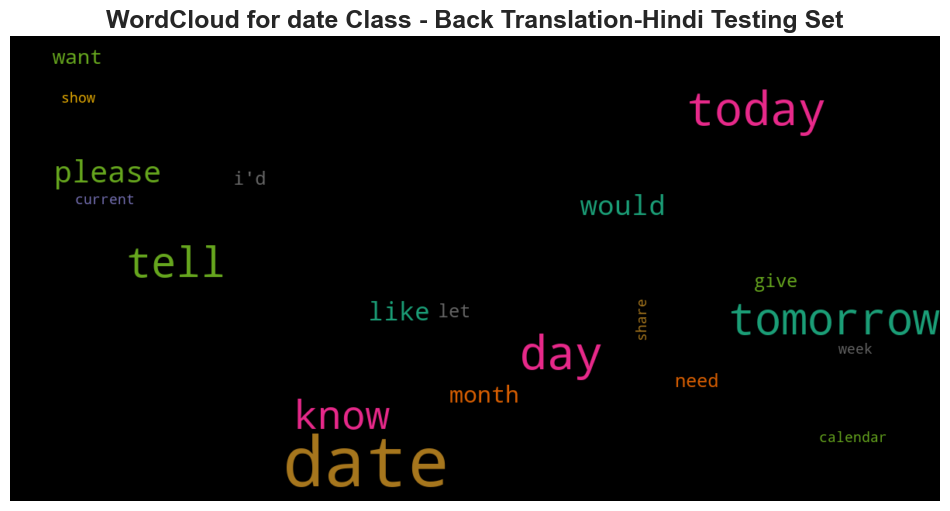 WordCloud for date Class - Back Translation-Hindi Testing Set
want
show
today
please
i'd
current
would
tell
give
like
let
share
tomorrow
week
day
need
month
know
calendar
date